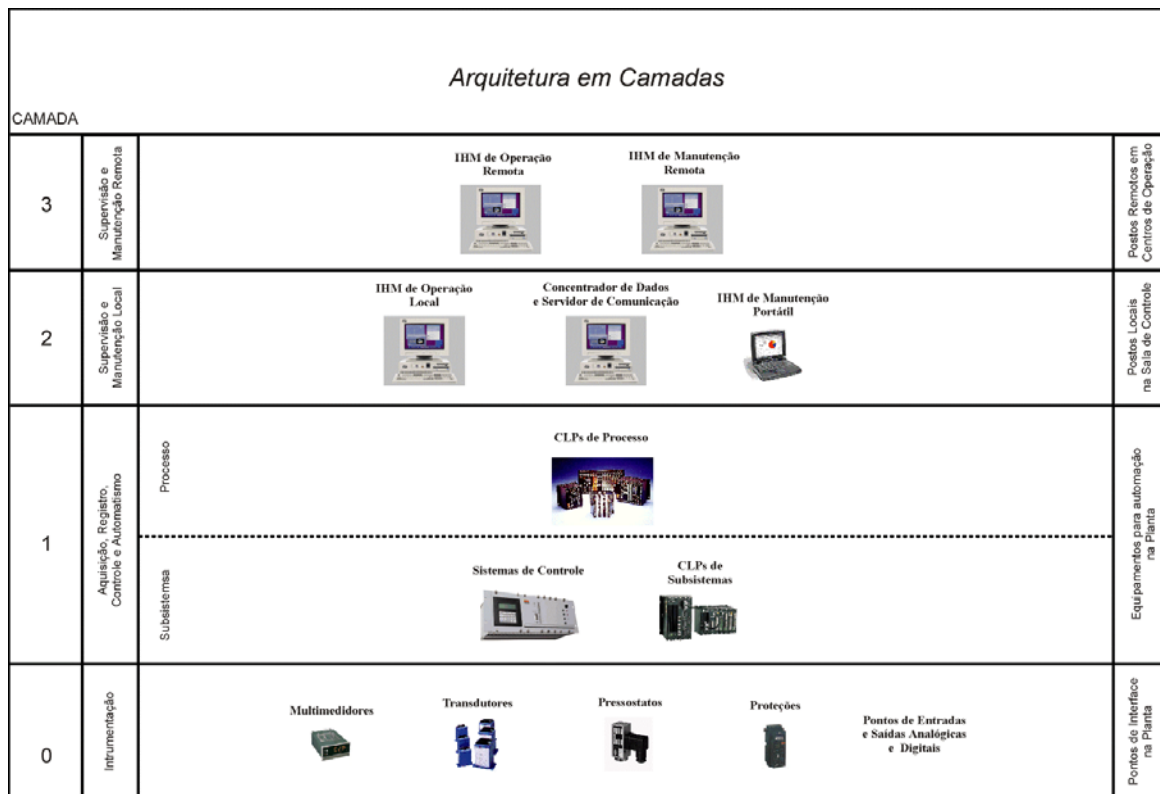 Arquitetura em Camadas
CAMADA
3
Supervisão e
Manutenção Remota
IHM de Operação
Remota
IHM de Manutenção
Remota
Postos Remotos em
Centros de Operação
2
Supervisão e
Manutenção Local
IHM de Operação
Local
Concentrador de Dados
e Servidor de Comunicação
IHM de Manutenção
Portátil
Postos Locais
na Sala de Controle
1
Aquisição, Registro,
Controle e Automatismo
Processo
CLPs de Processo
Subsistemsa
Sistemas de Controle
CLPs de
Subsistemas
Equipamentos para automação
na Planta
0
Intrumentação
Multimedidores
Transdutores
Pressostatos
Proteções
Pontos de Entradas
e Saídas Analógicas
e Digitais
Pontos de Interface
na Planta